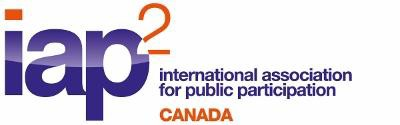 iap2
international association
for public participation
CANADA